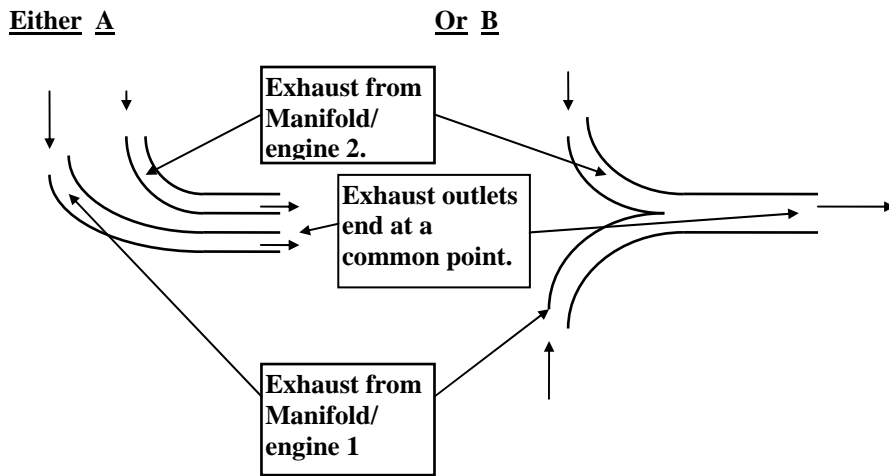 Either A
Or B
Exhaust from
Manifold/
engine 2.
Exhaust outlets
end at a
common point.
Exhaust from
Manifold/
engine 1